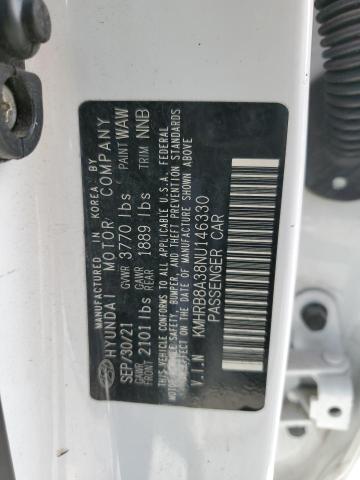 MANUFACTURED IN KOREA BY
HYUNDAI MOTOR COMPANY
SEP/30/21 GVWR 3770 lbs PAINT WAW
GAWR FRONT 2101 lbs GAWR REAR 1889 lbs TRIM NNB
THIS VEHICLE CONFORMS TO ALL APPLICABLE U.S.A. FEDERAL
MOTOR VEHICLE SAFETY, BUMPER, AND THEFT PREVENTION
STANDARDS IN EFFECT ON THE DATE OF MANUFACTURE SHOWN ABOVE.
V.I.N KMHRB8A38NU146330
PASSENGER CAR